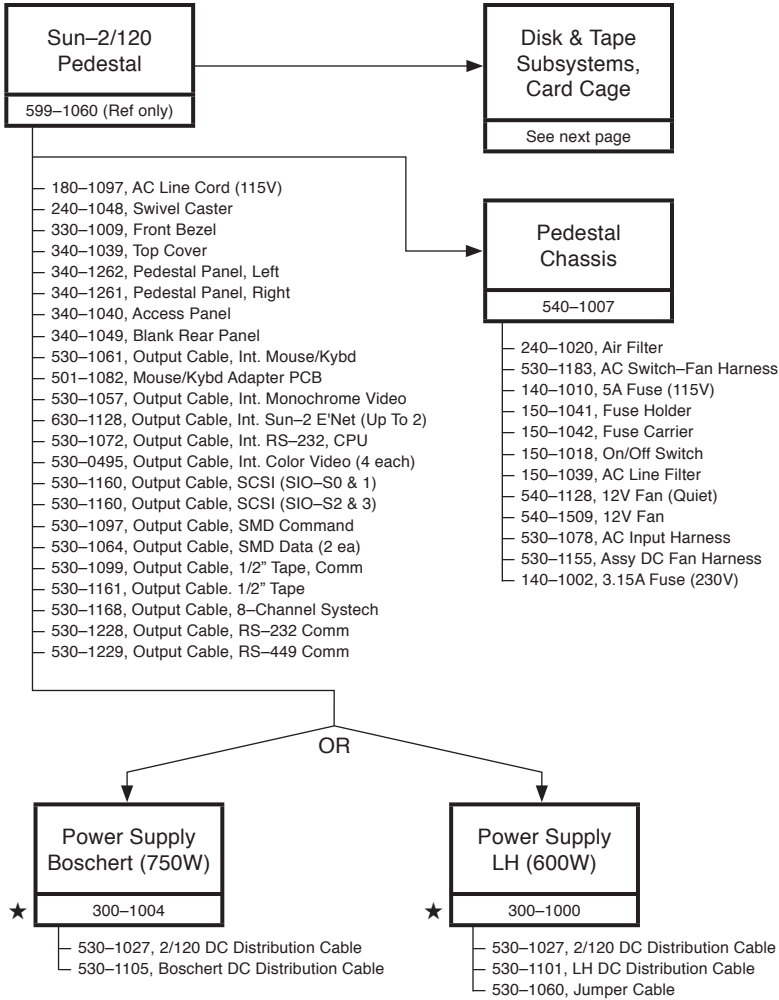 Sun–2/120
Pedestal
599–1060 (Ref only)
Disk & Tape
Subsystems,
Card Cage
See next page
180–1097, AC Line Cord (115V)
240–1048, Swivel Caster
330–1009, Front Bezel
340–1039, Top Cover
340–1262, Pedestal Panel, Left
340–1261, Pedestal Panel, Right
340–1040, Access Panel
340–1049, Blank Rear Panel
530–1061, Output Cable, Int. Mouse/Kybd
501–1082, Mouse/Kybd Adapter PCB
530–1057, Output Cable, Int. Monochrome Video
630–1128, Output Cable, Int. Sun–2 E'Net (Up To 2)
530–1072, Output Cable, Int. RS–232, CPU
530–0495, Output Cable, Int. Color Video (4 each)
530–1160, Output Cable, SCSI (SIO–S0 & 1)
530–1160, Output Cable, SCSI (SIO–S2 & 3)
530–1097, Output Cable, SMD Command
530–1064, Output Cable, SMD Data (2 ea)
530–1099, Output Cable, 1/2” Tape, Comm
530–1161, Output Cable. 1/2” Tape
530–1168, Output Cable, 8–Channel Systech
530–1228, Output Cable, RS–232 Comm
530–1229, Output Cable, RS–449 Comm
Pedestal
Chassis
540–1007
240–1020, Air Filter
530–1183, AC Switch–Fan Harness
140–1010, 5A Fuse (115V)
150–1041, Fuse Holder
150–1042, Fuse Carrier
150–1018, On/Off Switch
150–1039, AC Line Filter
540–1128, 12V Fan (Quiet)
540–1509, 12V Fan
530–1078, AC Input Harness
530–1155, Assy DC Fan Harness
140–1002, 3.15A Fuse (230V)
OR
Power Supply
Boschert (750W)
★ 300–1004
530–1027, 2/120 DC Distribution Cable
530–1105, Boschert DC Distribution Cable
Power Supply
LH (600W)
★ 300–1000
530–1027, 2/120 DC Distribution Cable
530–1101, LH DC Distribution Cable
530–1060, Jumper Cable